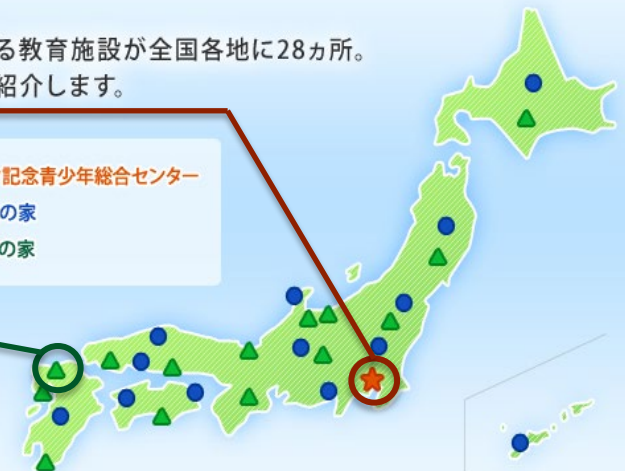 る教育施設が全国各地に28ヵ所。
紹介します。
記念青少年総合センター
の家
の家